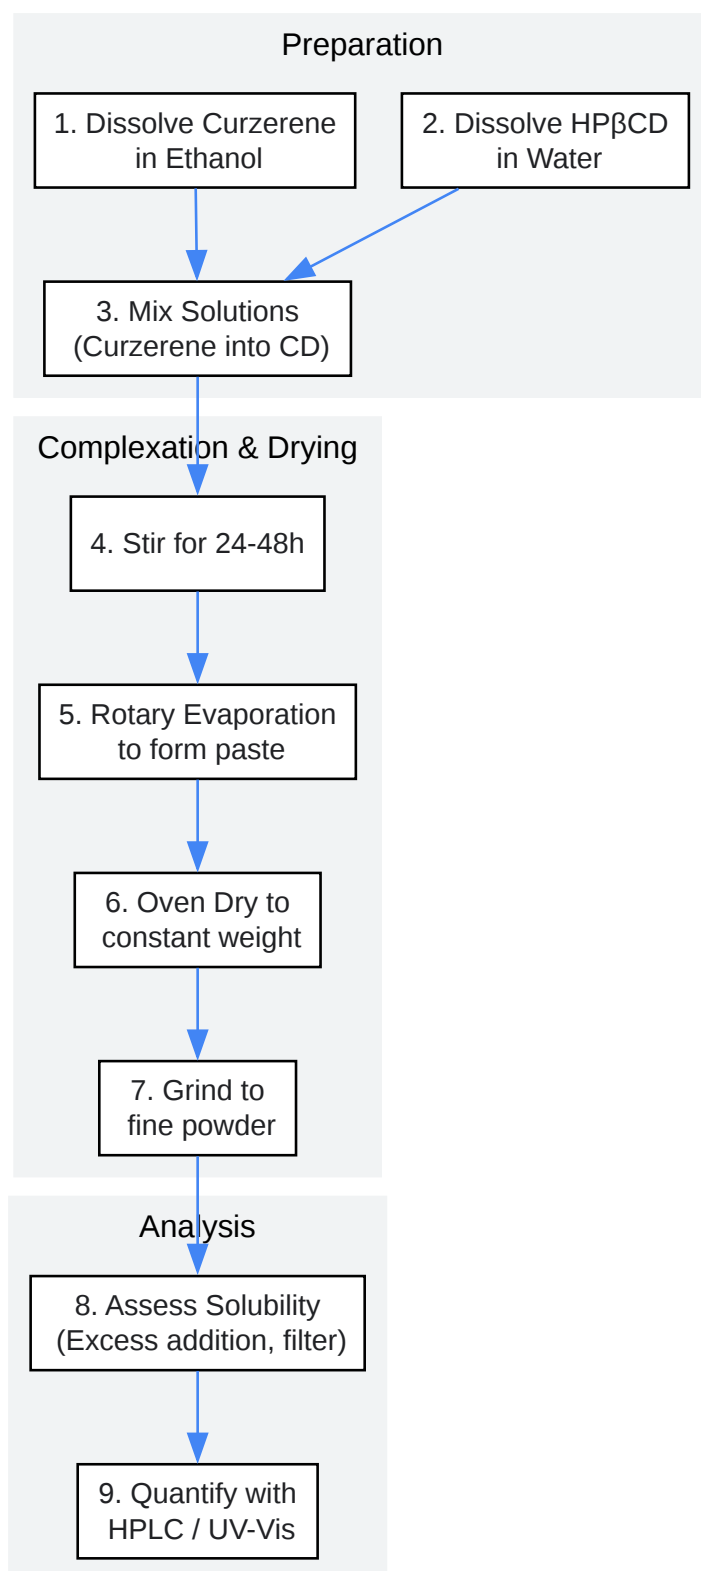 Preparation
1. Dissolve Curzerene
in Ethanol
2. Dissolve HPβCD
in Water
3. Mix Solutions
(Curzerene into CD)
Complexation & Drying
4. Stir for 24-48h
5. Rotary Evaporation
to form paste
6. Oven Dry to
constant weight
7. Grind to
fine powder
Analysis
8. Assess Solubility
(Excess addition, filter)
9. Quantify with
HPLC / UV-Vis